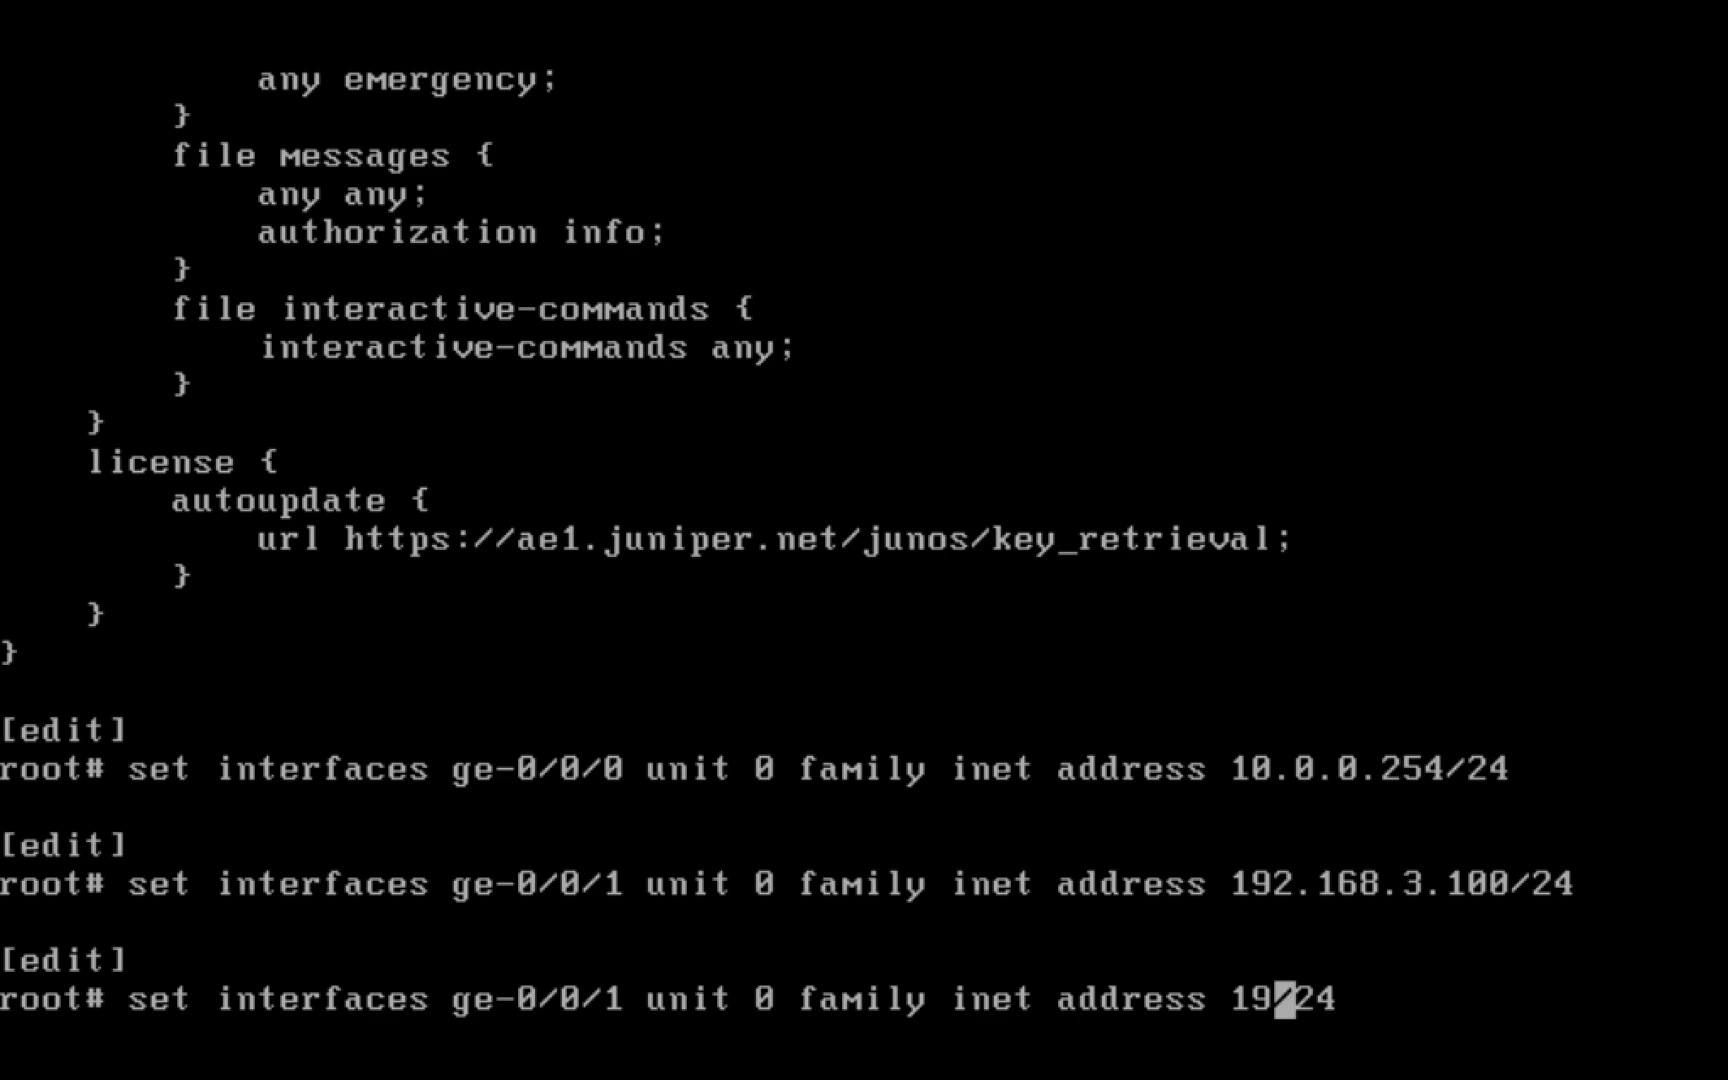 any emergency;
}
file messages {
any any;
authorization info;
}
file interactive-commands {
interactive-commands any;
}
}
license {
autoupdate {
url https://ae1.juniper.net/junos/key_retrieval;
}
}
}
[edit]
root# set interfaces ge-0/0/0 unit 0 family inet address 10.0.0.254/24
[edit]
root# set interfaces ge-0/0/1 unit 0 family inet address 192.168.3.100/24
[edit]
root# set interfaces ge-0/0/1 unit 0 family inet address 19/24